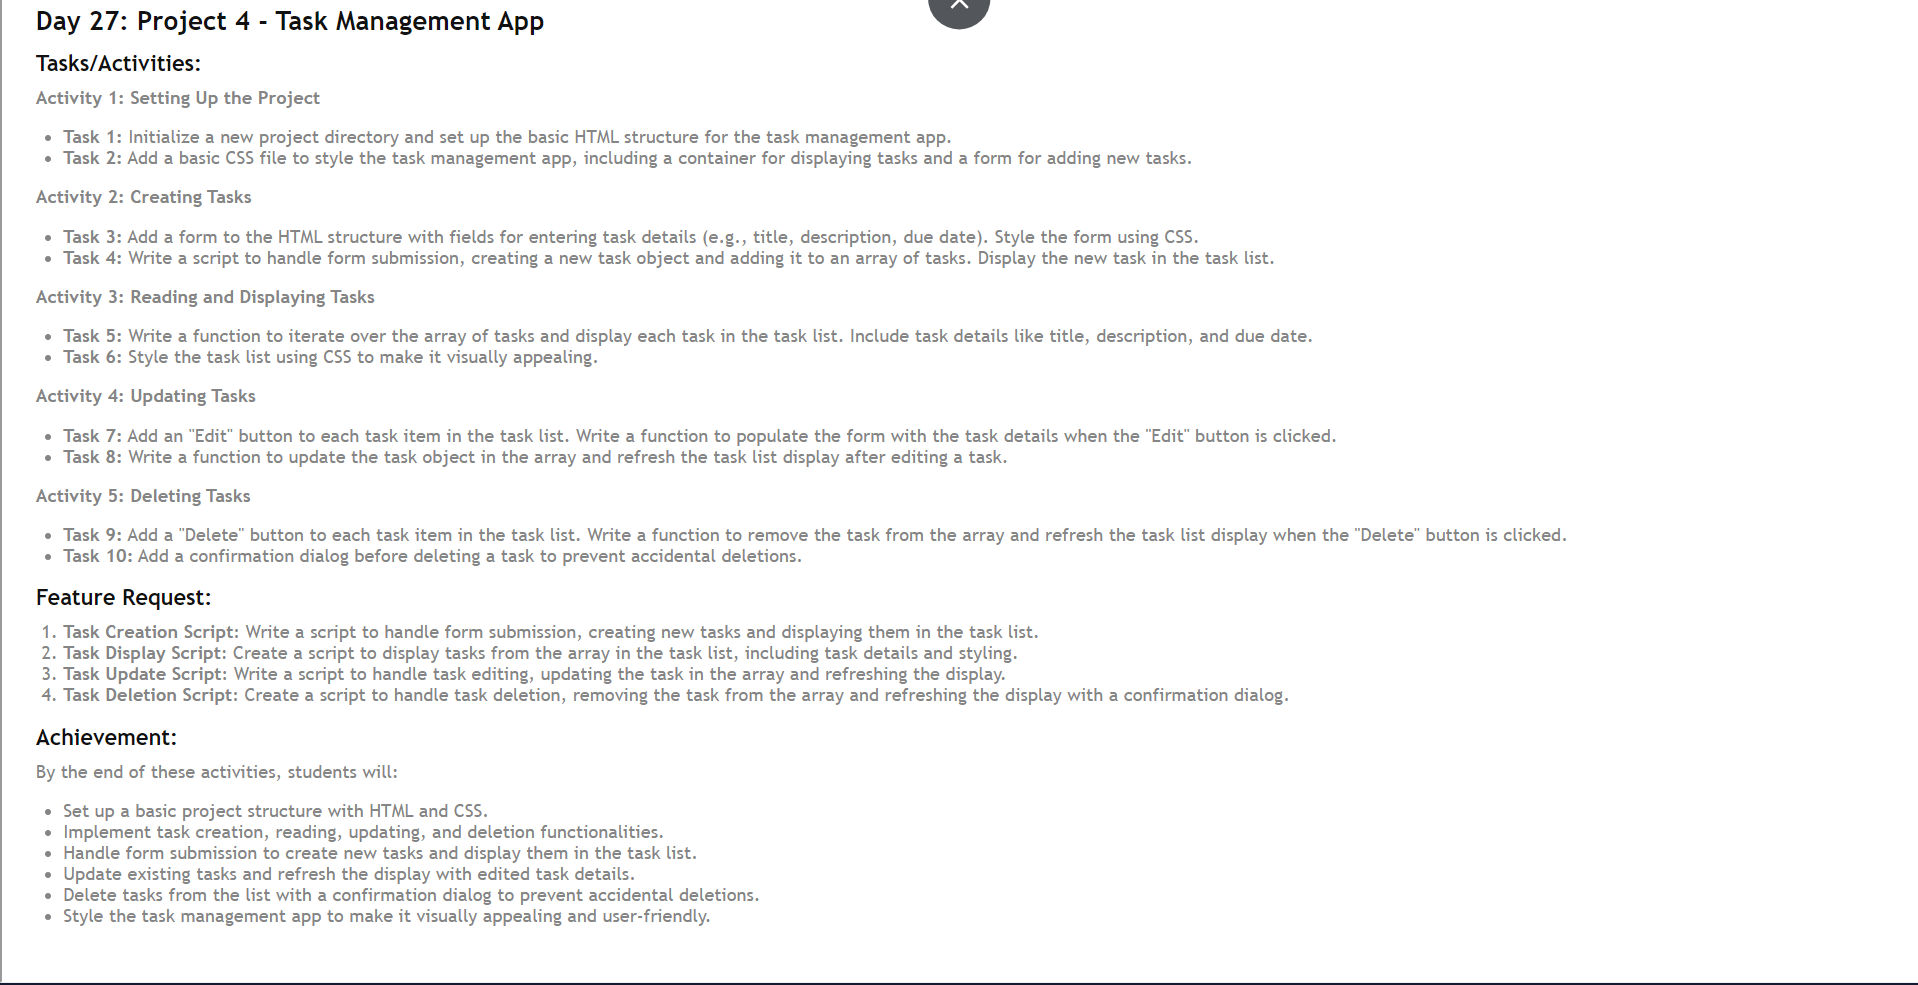 Day 27: Project 4 - Task Management App
Tasks/Activities:
Activity 1: Setting Up the Project
• Task 1: Initialize a new project directory and set up the basic HTML structure for the task management app.
• Task 2: Add a basic CSS file to style the task management app, including a container for displaying tasks and a form for adding new tasks.
Activity 2: Creating Tasks
• Task 3: Add a form to the HTML structure with fields for entering task details (e.g., title, description, due date). Style the form using CSS.
• Task 4: Write a script to handle form submission, creating a new task object and adding it to an array of tasks. Display the new task in the task list.
Activity 3: Reading and Displaying Tasks
• Task 5: Write a function to iterate over the array of tasks and display each task in the task list. Include task details like title, description, and due date.
• Task 6: Style the task list using CSS to make it visually appealing.
Activity 4: Updating Tasks
• Task 7: Add an "Edit" button to each task item in the task list. Write a function to populate the form with the task details when the "Edit" button is clicked.
• Task 8: Write a function to update the task object in the array and refresh the task list display after editing a task.
Activity 5: Deleting Tasks
• Task 9: Add a "Delete" button to each task item in the task list. Write a function to remove the task from the array and refresh the task list display when the "Delete" button is clicked.
• Task 10: Add a confirmation dialog before deleting a task to prevent accidental deletions.
Feature Request:
1. Task Creation Script: Write a script to handle form submission, creating new tasks and displaying them in the task list.
2. Task Display Script: Create a script to display tasks from the array in the task list, including task details and styling.
3. Task Update Script: Write a script to handle task editing, updating the task in the array and refreshing the display.
4. Task Deletion Script: Create a script to handle task deletion, removing the task from the array and refreshing the display with a confirmation dialog.
Achievement:
By the end of these activities, students will:
• Set up a basic project structure with HTML and CSS.
• Implement task creation, reading, updating, and deletion functionalities.
• Handle form submission to create new tasks and display them in the task list.
• Update existing tasks and refresh the display with edited task details.
• Delete tasks from the list with a confirmation dialog to prevent accidental deletions.
• Style the task management app to make it visually appealing and user-friendly.